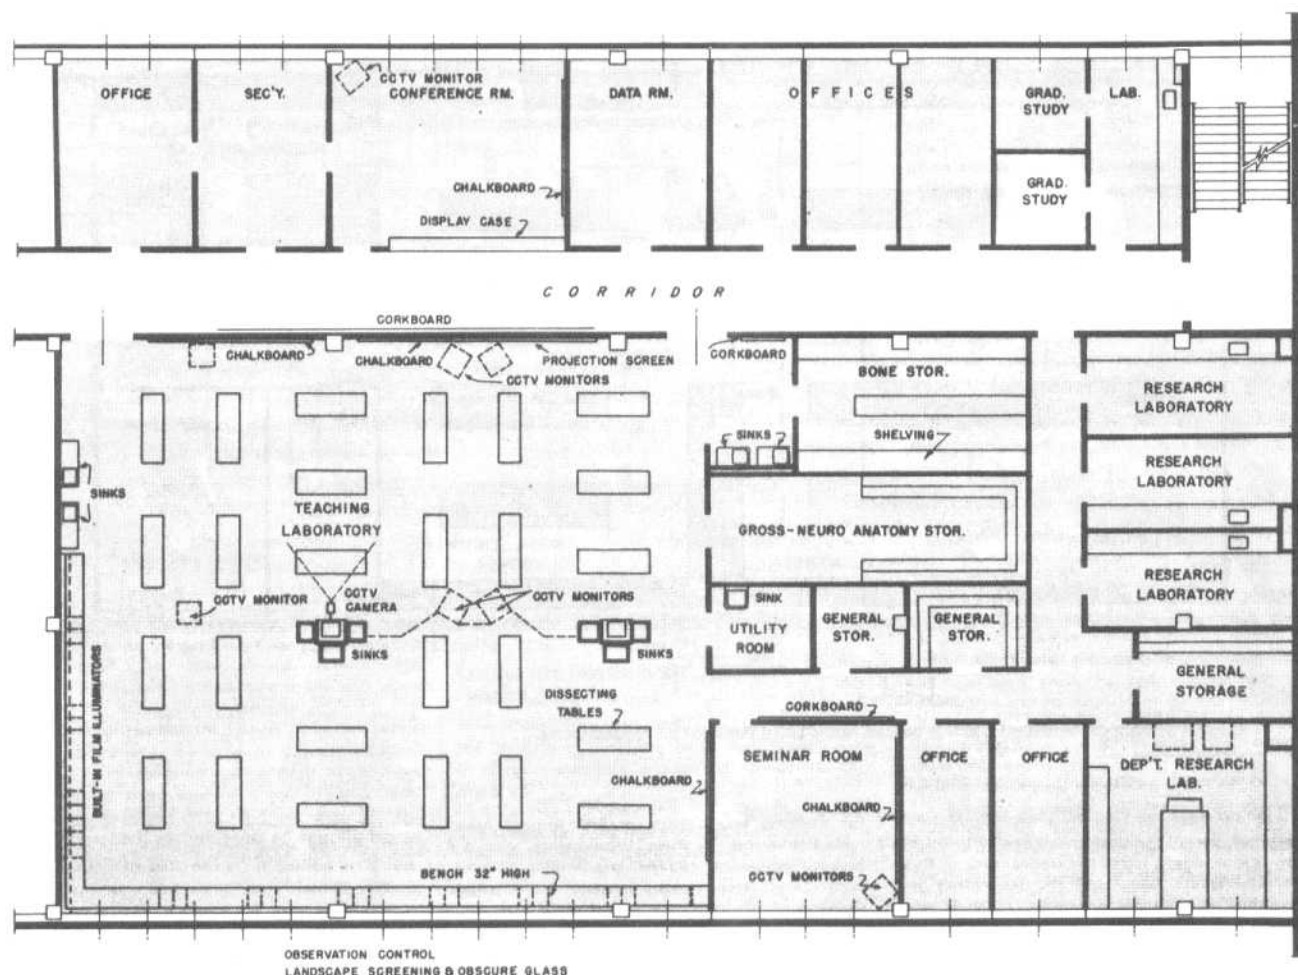 OFFICE
SEC'Y.
CCTV MONITOR
CONFERENCE RM.
DATA RM.
OFFICES
GRAD.
STUDY
LAB.
GRAD.
STUDY
CHALKBOARD
DISPLAY CASE
CORRIDOR
CORKBOARD
CHALKBOARD
CHALKBOARD
PROJECTION SCREEN
CCTV MONITORS
CORKBOARD
BONE STOR.
SHELVING
SINKS
RESEARCH
LABORATORY
SINKS
TEACHING
LABORATORY
GROSS-NEURO ANATOMY STOR.
RESEARCH
LABORATORY
CCTV MONITOR
CCTV
CAMERA
CCTV MONITORS
SINKS
SINKS
SINK
UTILITY
ROOM
GENERAL
STOR.
GENERAL
STOR.
RESEARCH
LABORATORY
GENERAL
STORAGE
BUILT-IN FILM ILLUMINATORS
DISSECTING
TABLES
CORKBOARD
CHALKBOARD
SEMINAR ROOM
CHALKBOARD
CCTV MONITORS
OFFICE
OFFICE
DEP'T. RESEARCH
LAB.
BENCH 32" HIGH
OBSERVATION CONTROL
LANDSCAPE SCREENING & OBSCURE GLASS